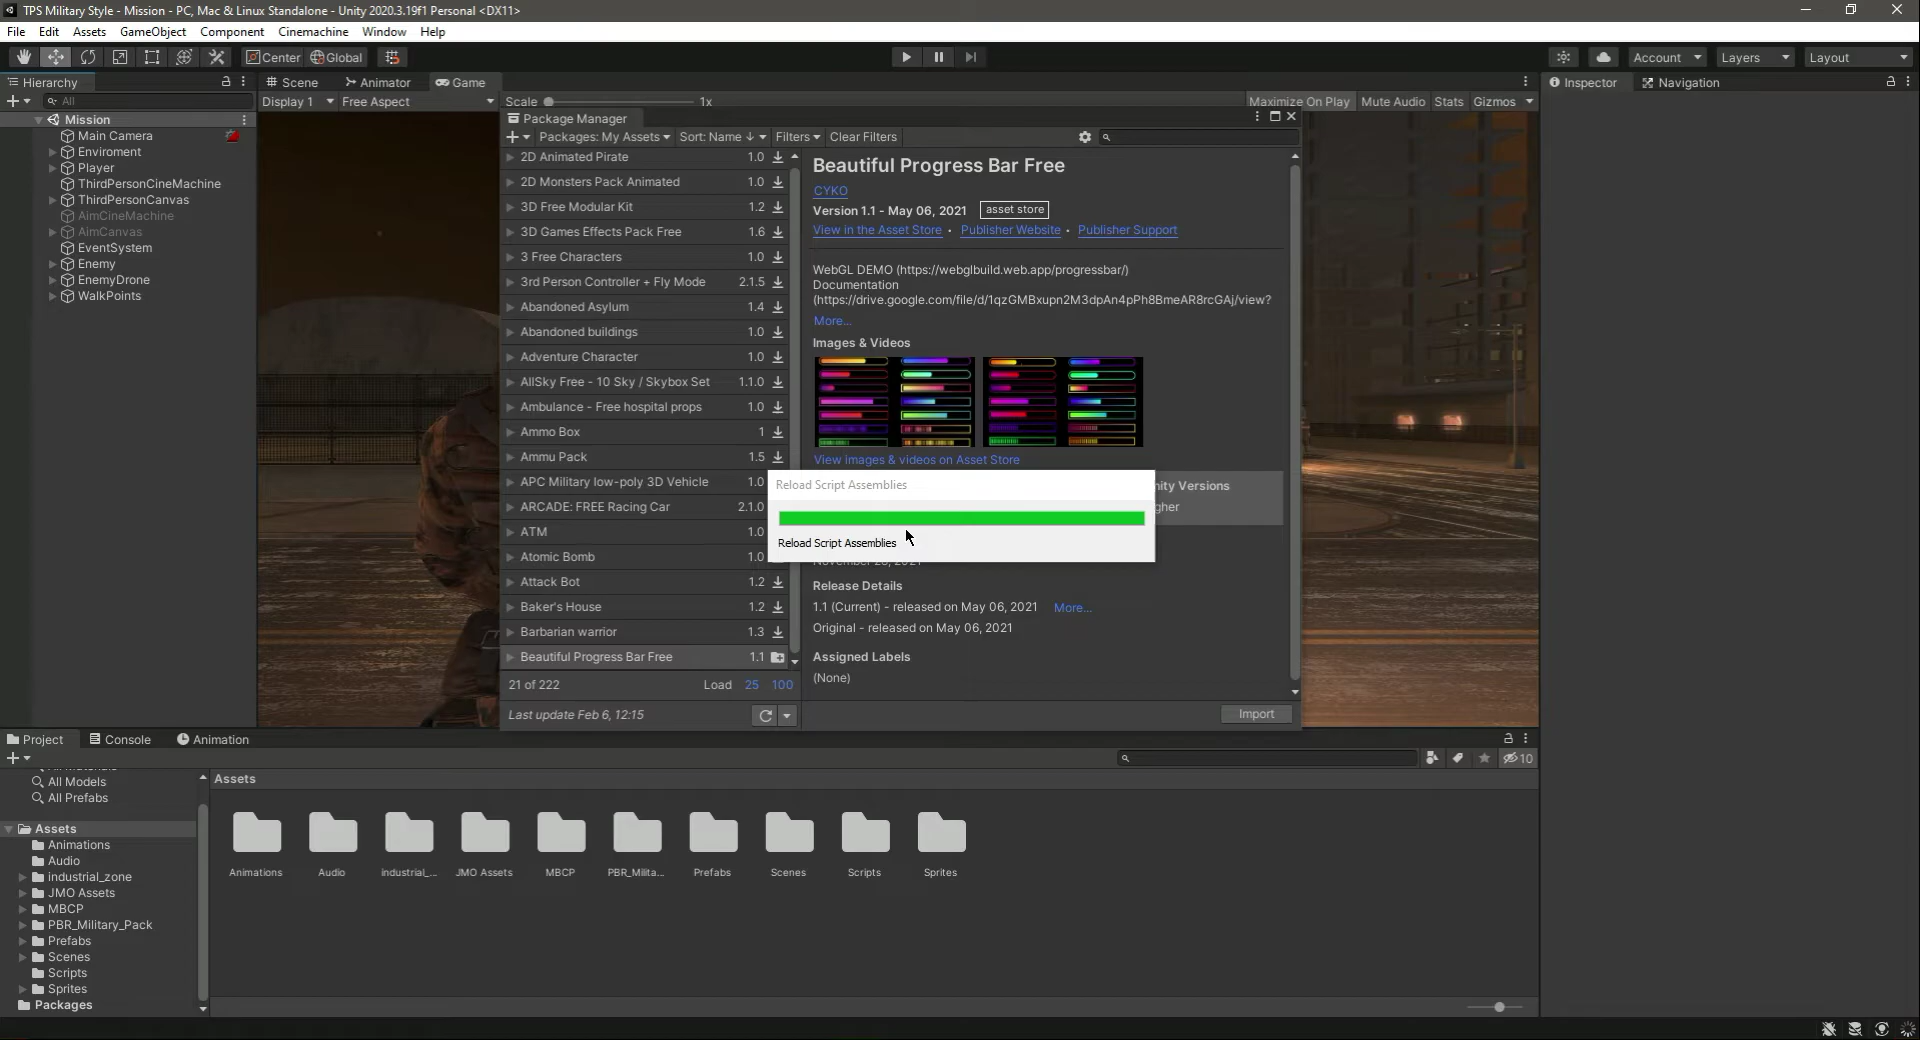 TPS Military Style - Mission - PC, Mac & Linux Standalone - Unity 2020.3.19f1 Personal <DX11>
File Edit Assets GameObject Component Cinemachine Window Help
Center Global Account Layers Layout
Hierarchy
All
Mission
Main Camera
Enviroment
Player
ThirdPersonCineMachine
ThirdPersonCanvas
AimCineMachine
AimCanvas
EventSystem
Enemy
EnemyDrone
WalkPoints
Scene Animator Game
Display 1 Free Aspect Scale 1x Maximize On Play Mute Audio Stats Gizmos
Package Manager
Packages: My Assets Sort: Name ↓ Filters Clear Filters
2D Animated Pirate 1.0
2D Monsters Pack Animated 1.0
3D Free Modular Kit 1.2
3D Games Effects Pack Free 1.6
3 Free Characters 1.0
3rd Person Controller + Fly Mode 2.1.5
Abandoned Asylum 1.4
Abandoned buildings 1.0
Adventure Character 1.0
AllSky Free - 10 Sky / Skybox Set 1.1.0
Ambulance - Free hospital props 1.0
Ammo Box 1
Ammu Pack 1.5
APC Military low-poly 3D Vehicle 1.0
ARCADE: FREE Racing Car 2.1.0
ATM 1.0
Atomic Bomb 1.0
Attack Bot 1.2
Baker's House 1.2
Barbarian warrior 1.3
Beautiful Progress Bar Free 1.1
21 of 222 Load 25 100
Last update Feb 6, 12:15
Beautiful Progress Bar Free
CYKO
Version 1.1 - May 06, 2021 asset store
View in the Asset Store • Publisher Website • Publisher Support
WebGL DEMO (https://webglbuild.web.app/progressbar/)
Documentation
(https://drive.google.com/file/d/1qzGMBxupn2M3dpAn4pPh8BmeAR8rcGAj/view?
More...
Images & Videos
View images & videos on Asset Store
nity Versions
gher
Reload Script Assemblies
Reload Script Assemblies
Release Details
1.1 (Current) - released on May 06, 2021 More...
Original - released on May 06, 2021
Assigned Labels
(None)
Import
Inspector Navigation
Project Console Animation
10
All Models
All Prefabs
Assets
Animations
Audio
industrial_zone
JMO Assets
MBCP
PBR_Military_Pack
Prefabs
Scenes
Scripts
Sprites
Packages
Assets
Animations Audio industrial_... JMO Assets MBCP PBR_Milita... Prefabs Scenes Scripts Sprites